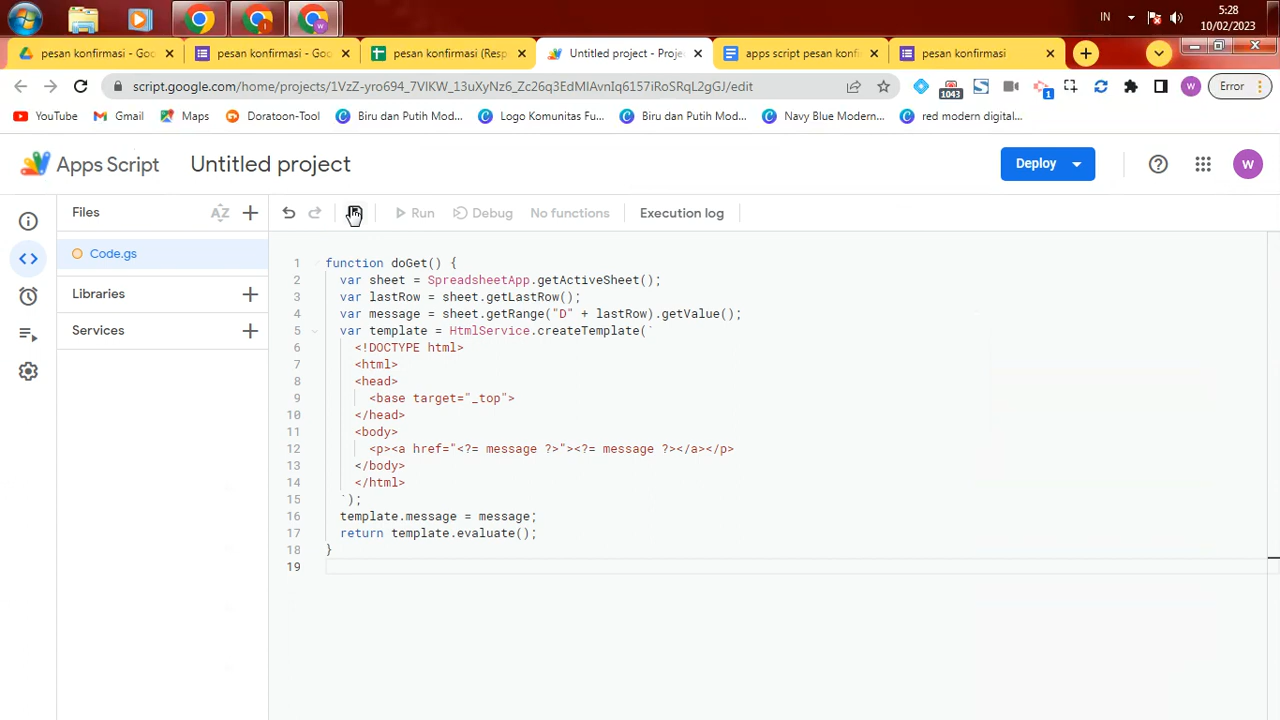 IN
5:28
10/02/2023
pesan konfirmasi - Goo
pesan konfirmasi - Goo
pesan konfirmasi (Resp
Untitled project - Projec
apps script pesan konfi
pesan konfirmasi
script.google.com/home/projects/1VzZ-yro694_7VlKW_13uXyNz6_Zc26q3EdMlAvnIq6157iRoSRqL2gGJ/edit
1043
1
W
Error
YouTube
Gmail
Maps
Doratoon-Tool
Biru dan Putih Mod...
Logo Komunitas Fu...
Biru dan Putih Mod...
Navy Blue Modern...
red modern digital...
Apps Script
Untitled project
Deploy
W
Files
AZ
Run
Debug
No functions
Execution log
Code.gs
Libraries
Services
1 function doGet() {
2 var sheet = SpreadsheetApp.getActiveSheet();
3 var lastRow = sheet.getLastRow();
4 var message = sheet.getRange("D" + lastRow).getValue();
5 var template = HtmlService.createTemplate(`
6 <!DOCTYPE html>
7 <html>
8 <head>
9 <base target="_top">
10 </head>
11 <body>
12 <p><a href="<?= message ?>"><?= message ?></a></p>
13 </body>
14 </html>
15 `);
16 template.message = message;
17 return template.evaluate();
18 }
19